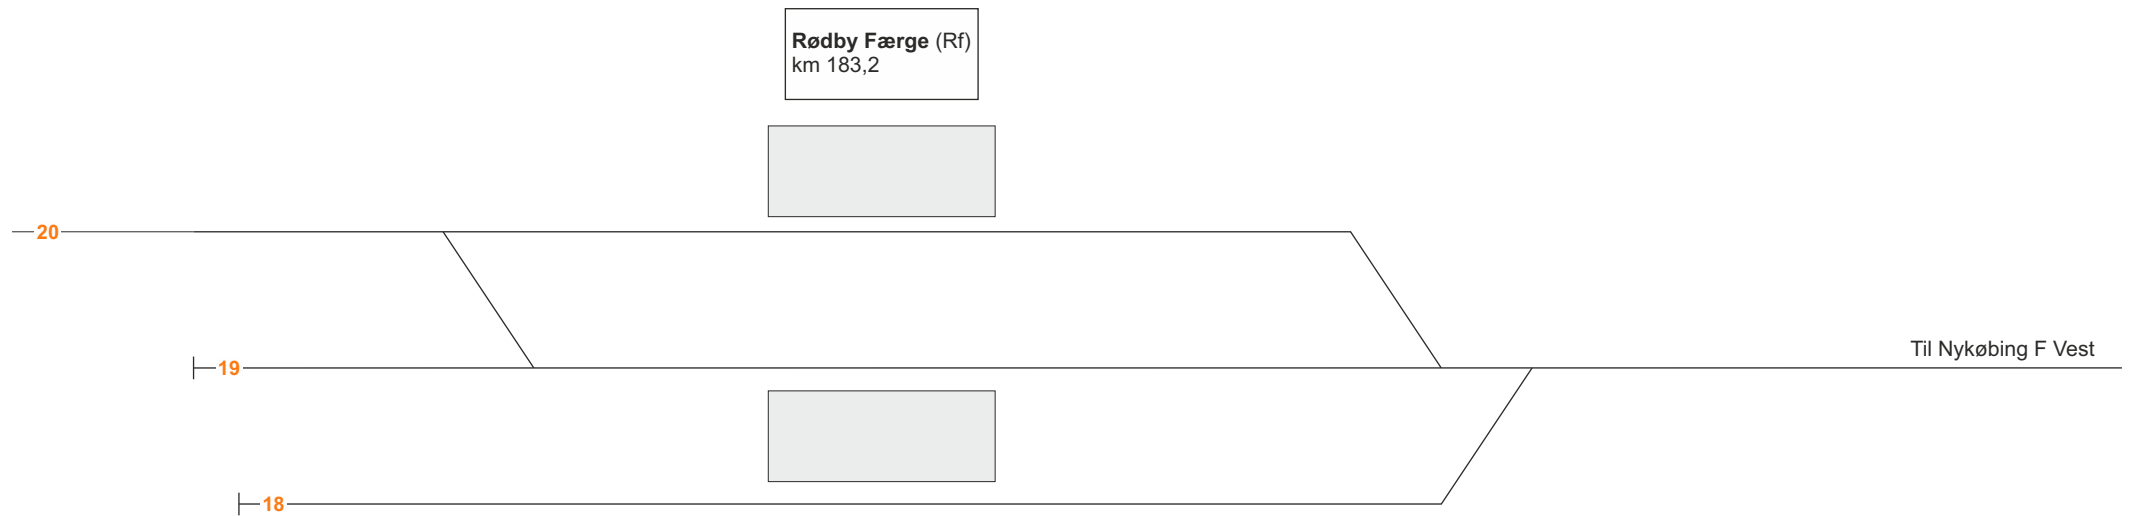 Rødby Færge (Rf)
km 183,2
20
Til Nykøbing F Vest
19
18